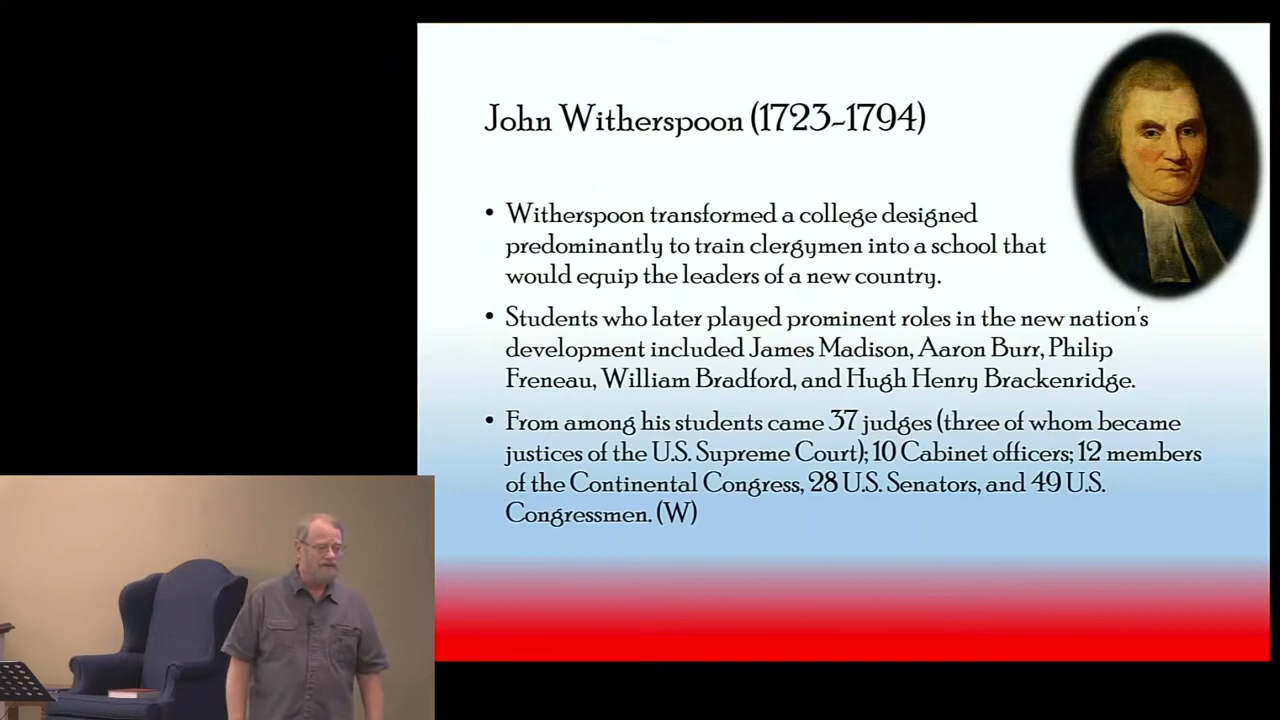 John Witherspoon (1723-1794)
• Witherspoon transformed a college designed
predominantly to train clergymen into a school that
would equip the leaders of a new country.
• Students who later played prominent roles in the new nation's
development included James Madison, Aaron Burr, Philip
Freneau, William Bradford, and Hugh Henry Brackenridge.
• From among his students came 37 judges (three of whom became
justices of the U.S. Supreme Court); 10 Cabinet officers; 12 members
of the Continental Congress, 28 U.S. Senators, and 49 U.S.
Congressmen. (W)